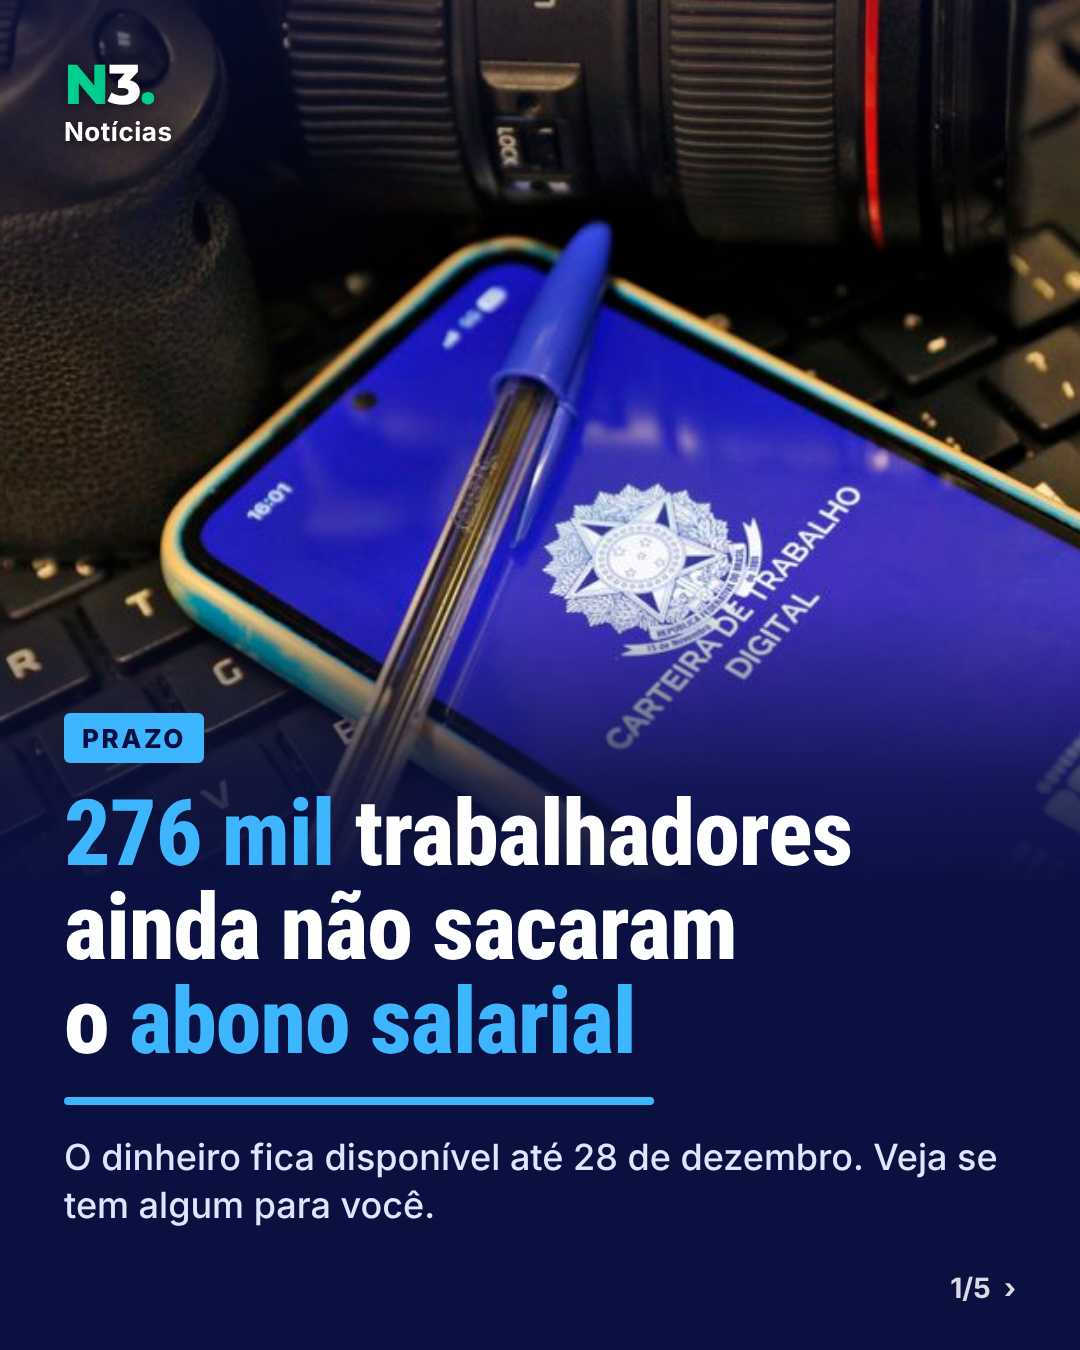 N3.
Notícias
LOCK
16:01
5G
CARTEIRA DE TRABALHO
DIGITAL
T
R
G
V
PRAZO
276 mil trabalhadores
ainda não sacaram
o abono salarial
O dinheiro fica disponível até 28 de dezembro. Veja se
tem algum para você.
1/5 ›